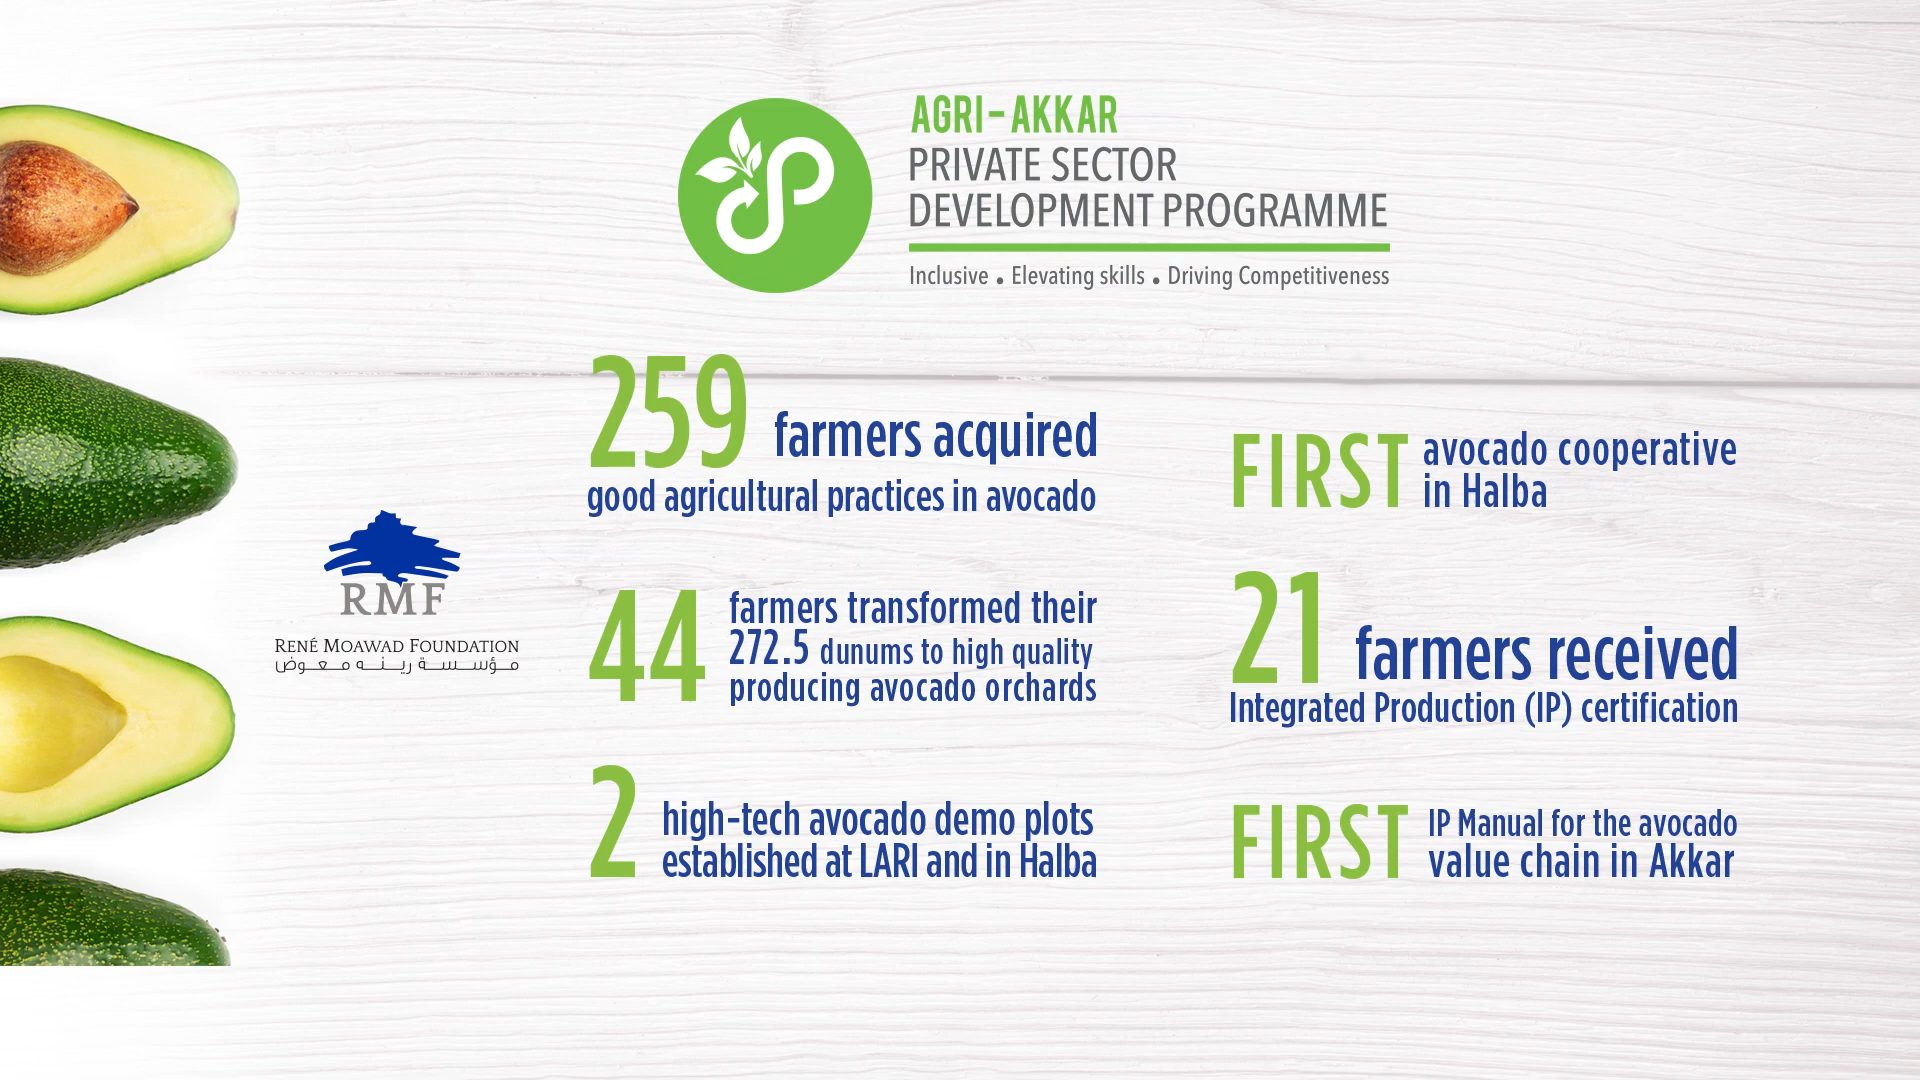 AGRI-AKKAR
PRIVATE SECTOR
DEVELOPMENT PROGRAMME
Inclusive . Elevating skills . Driving Competitiveness
RMF
RENÉ MOAWAD FOUNDATION
مؤسسة رينه معوض
259 farmers acquired
good agricultural practices in avocado
44 farmers transformed their
272.5 dunums to high quality
producing avocado orchards
2 high-tech avocado demo plots
established at LARI and in Halba
FIRST avocado cooperative
in Halba
21 farmers received
Integrated Production (IP) certification
FIRST IP Manual for the avocado
value chain in Akkar